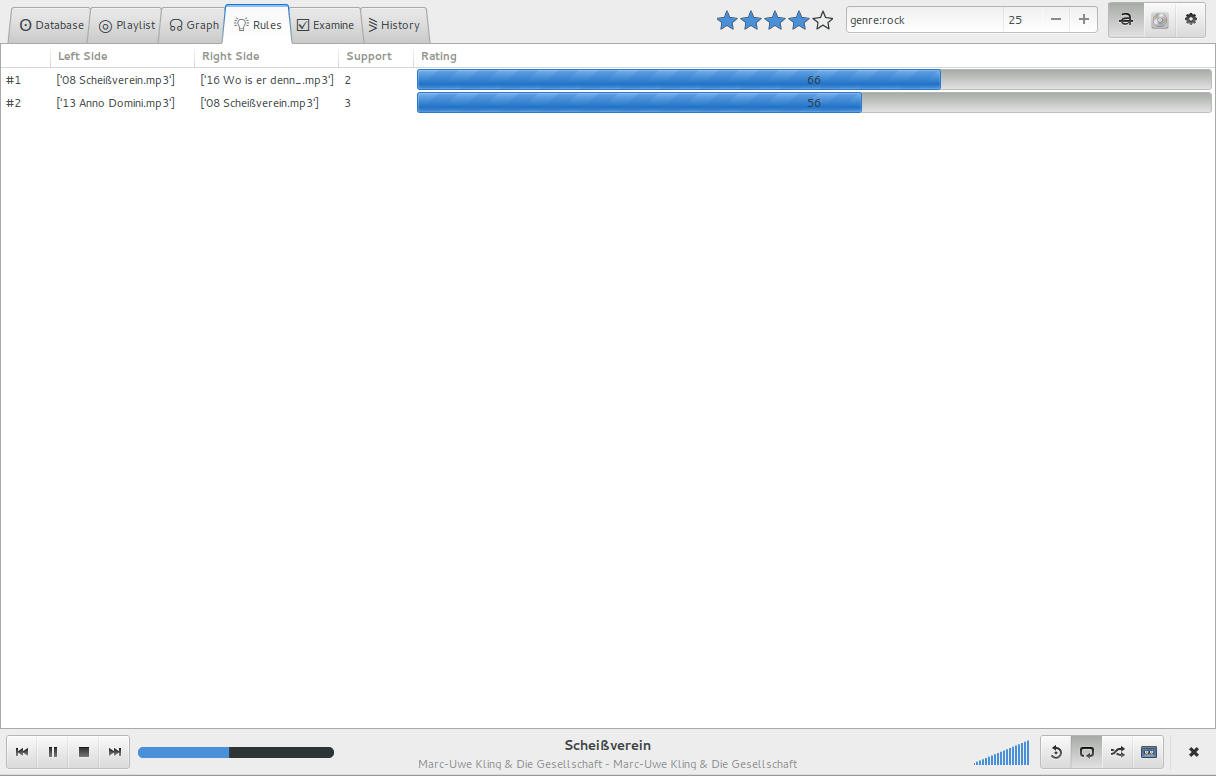 Database Playlist Graph Rules Examine History genre:rock 25
Left Side Right Side Support Rating
#1 ['08 Scheißverein.mp3'] ['16 Wo is er denn_.mp3'] 2 66
#2 ['13 Anno Domini.mp3'] ['08 Scheißverein.mp3'] 3 56
Scheißverein
Marc-Uwe Kling & Die Gesellschaft - Marc-Uwe Kling & Die Gesellschaft